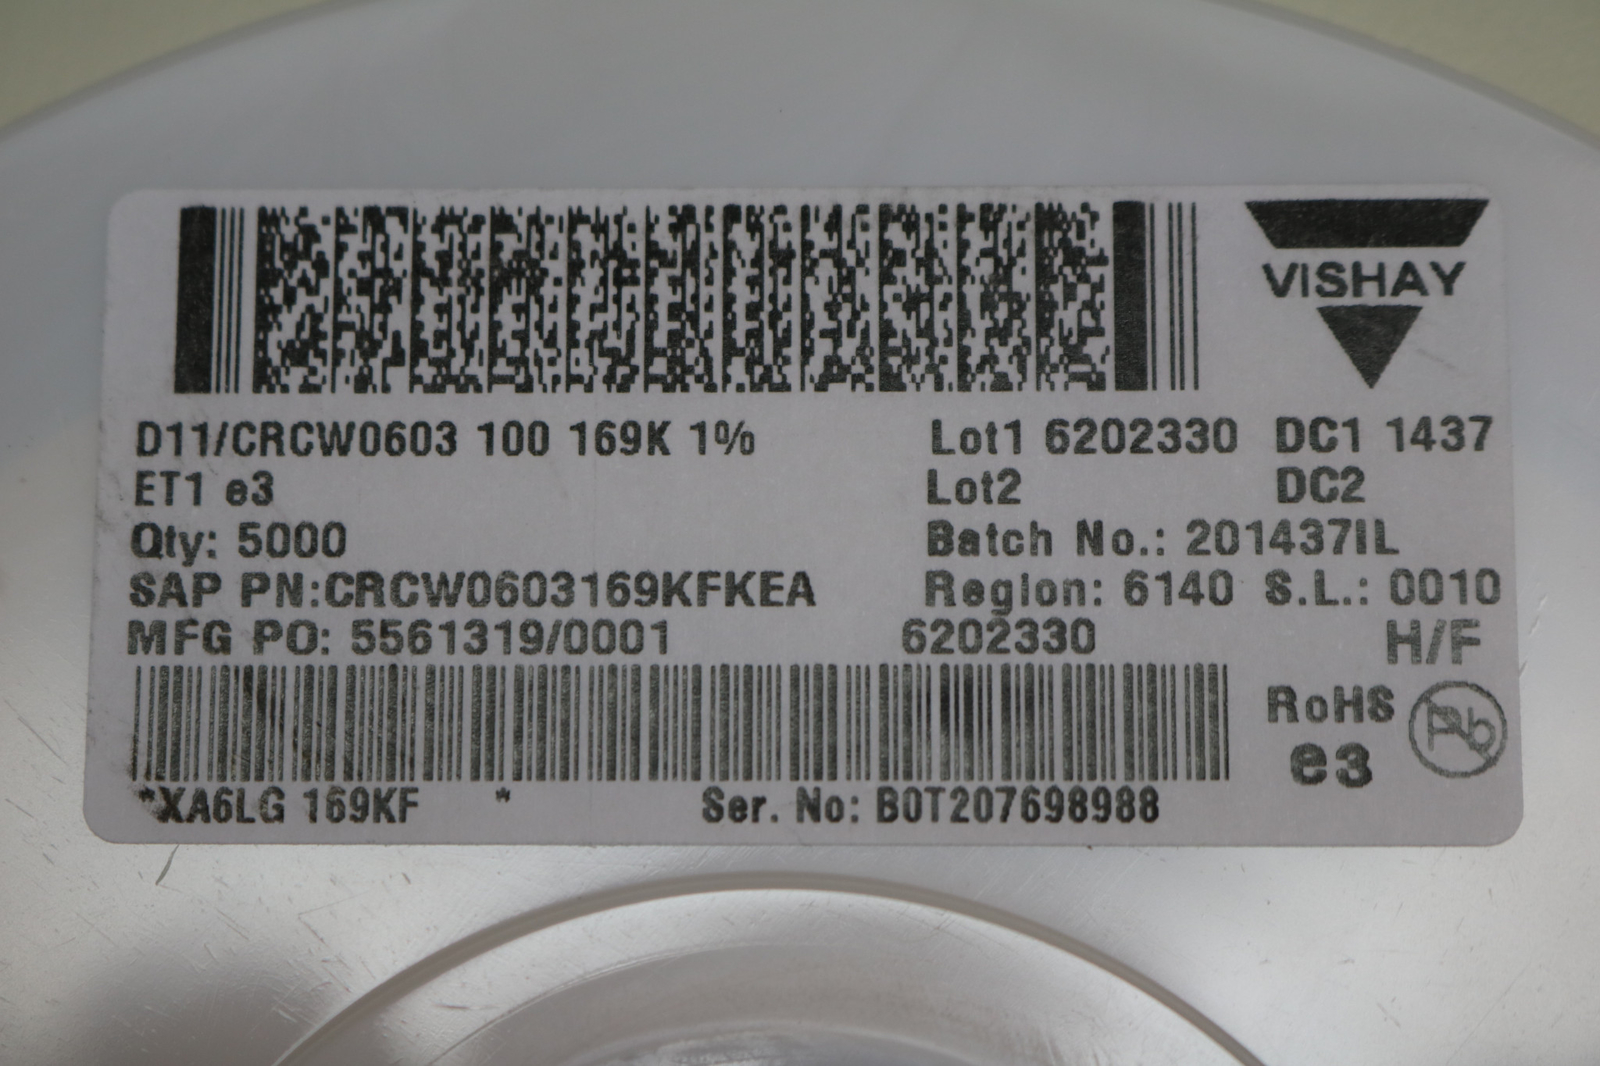 VISHAY
D11/CRCW0603 100 169K 1% Lot1 6202330 DC1 1437
ET1 e3 Lot2 DC2
Qty: 5000 Batch No.: 201437IL
SAP PN:CRCW0603169KFKEA Region: 6140 S.L.: 0010
MFG PO: 5561319/0001 6202330 H/F
RoHS Pb
e3
*XA6LG 169KF * Ser. No: B0T207698988